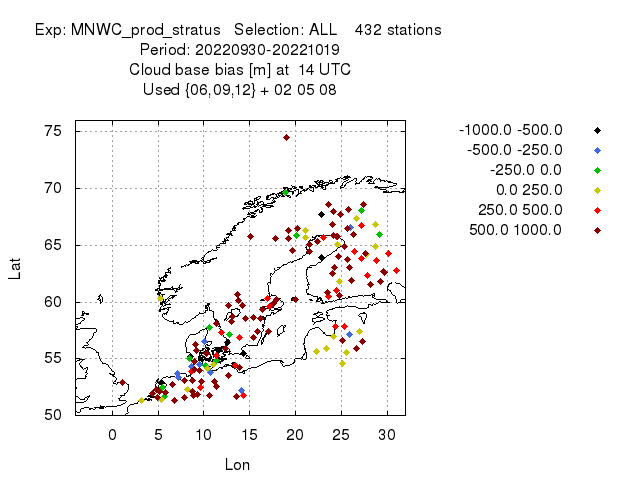 Exp: MNWC_prod_stratus   Selection: ALL    432 stations
Period: 20220930-20221019
Cloud base bias [m] at  14 UTC
Used {06,09,12} + 02 05 08
-1000.0 -500.0
-500.0 -250.0
-250.0 0.0
0.0 250.0
250.0 500.0
500.0 1000.0
75
70
65
60
55
50
Lat
0 5 10 15 20 25 30
Lon